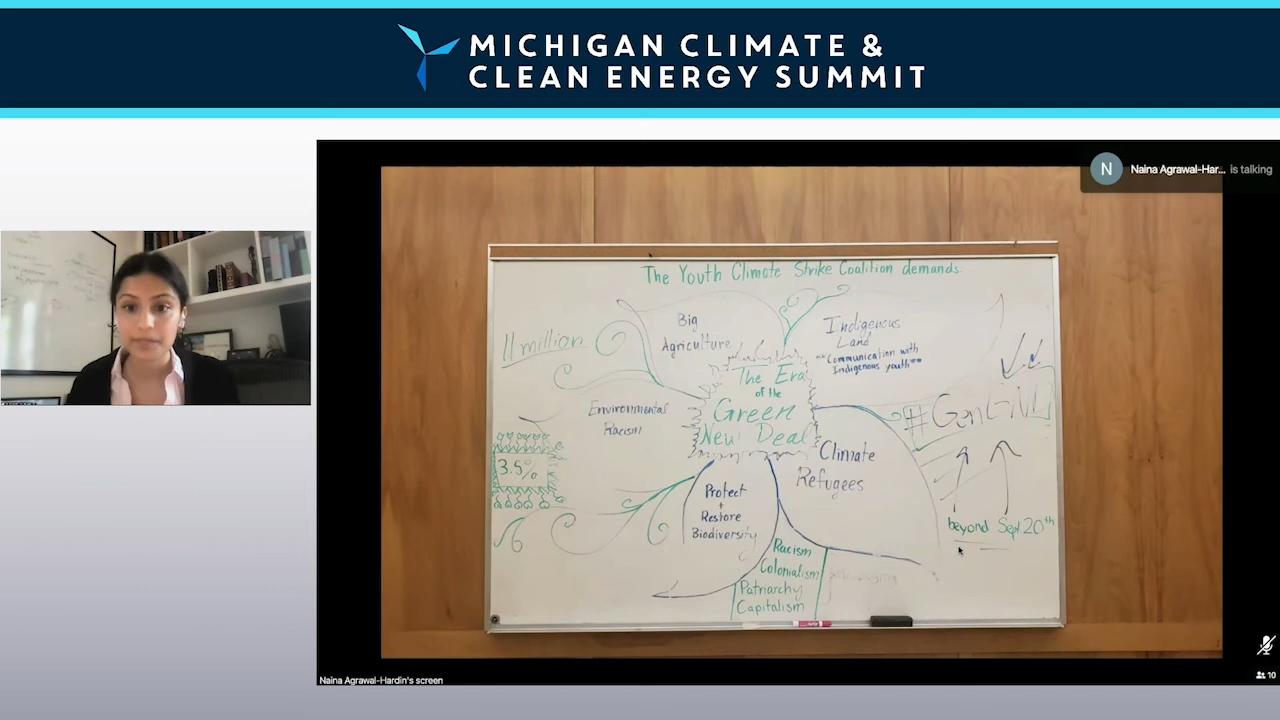 MICHIGAN CLIMATE &
CLEAN ENERGY SUMMIT
N
Naina Agrawal-Har... is talking
The Youth Climate Strike Coalition demands.
11 million
Big
Agriculture
Indigenous
Land
**Communication with
Indigenous youth**
The Era
of the
Green
New Deal
Environmental
Racism
3.5%
Climate
Refugees
Protect
+
Restore
Biodiversity
beyond Sept 20th
Racism
Colonialism
Patriarchy
Capitalism
Naina Agrawal-Hardin's screen
10